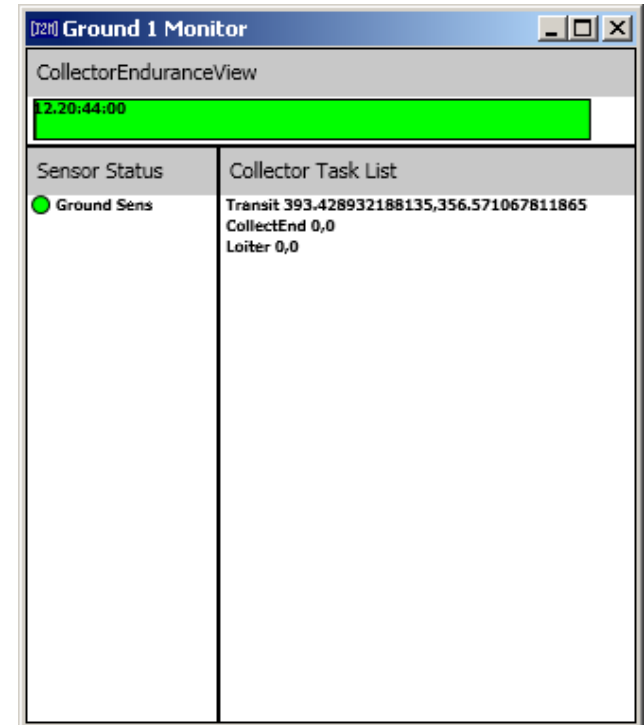 [T2H] Ground 1 Monitor
CollectorEnduranceView
12.20:44:00
Sensor Status
Ground Sens
Collector Task List
Transit 393.428932188135,356.571067811865
CollectEnd 0,0
Loiter 0,0